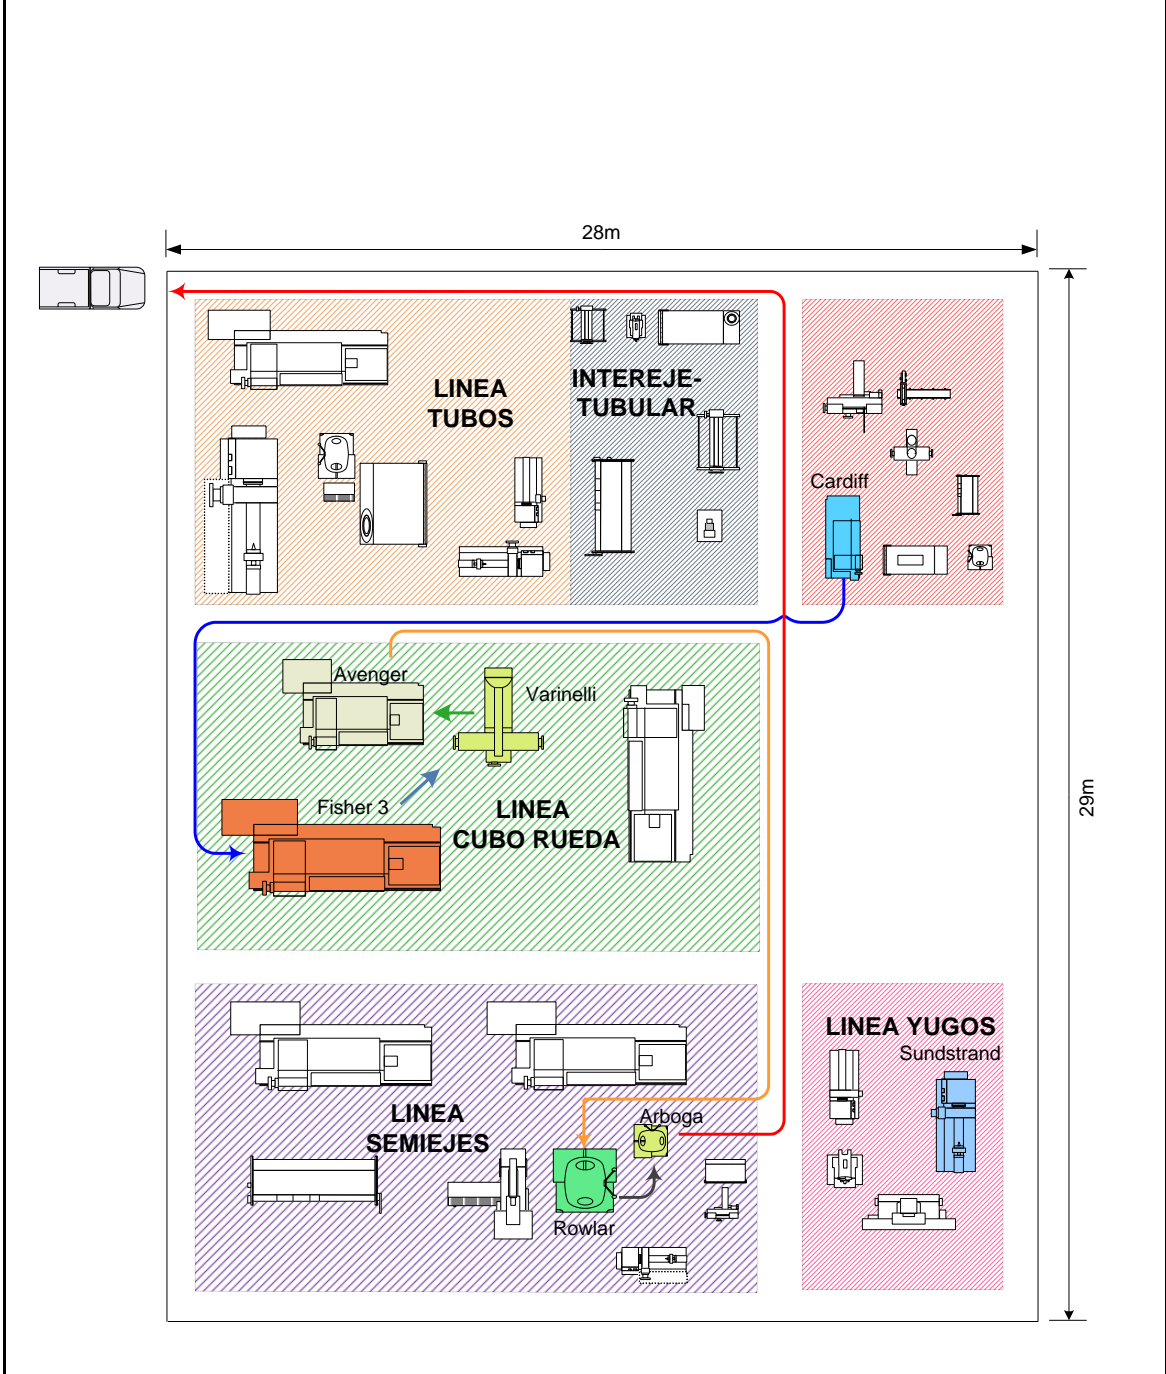 28m
LINEA
TUBOS
INTEREJE-
TUBULAR
Cardiff
Avenger
Varinelli
Fisher 3
LINEA
CUBO RUEDA
29m
LINEA YUGOS
Sundstrand
LINEA
SEMIEJES
Arboga
Rowlar